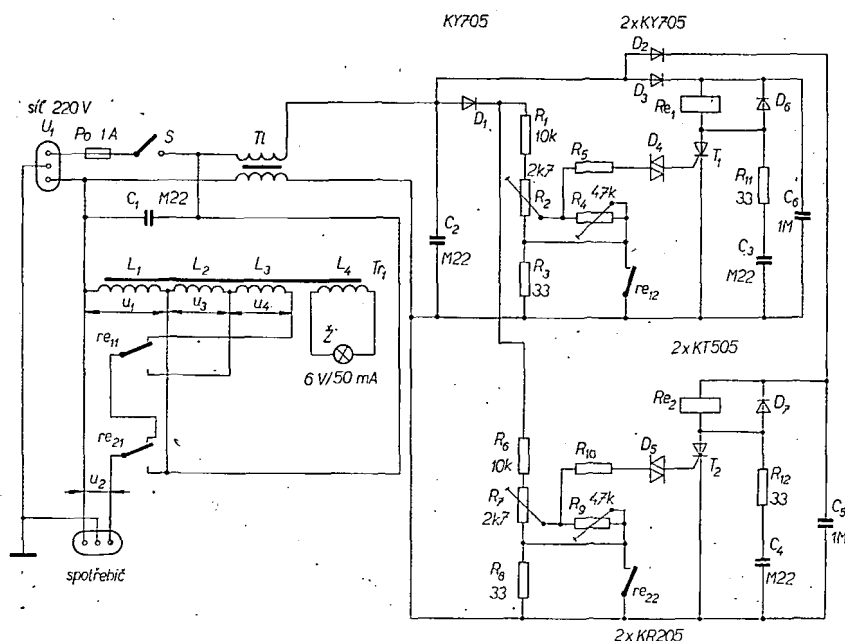 KY705
2xKY705
D₂
síť 220 V
U₁
Po 1A
S
Tl
D₁
D₃
Re₁
D₆
R₁
10k
2k7
R₂
R₅
D₄
T₁
4,7k
R₄
R₁₁
33
C₆
1M
C₁
M22
C₂
M22
R₃
33
re₁₂
C₃
M22
L₁
L₂
L₃
L₄
Tr₁
u₁
u₃
u₄
re₁₁
Ž
6 V/50 mA
2xKT505
Re₂
D₇
re₂₁
R₆
10k
R₁₀
D₅
T₂
R₇
2k7
4,7k
R₉
R₁₂
33
C₅
1M
u₂
C₄
M22
spotřebič
R₈
33
re₂₂
2xKR205